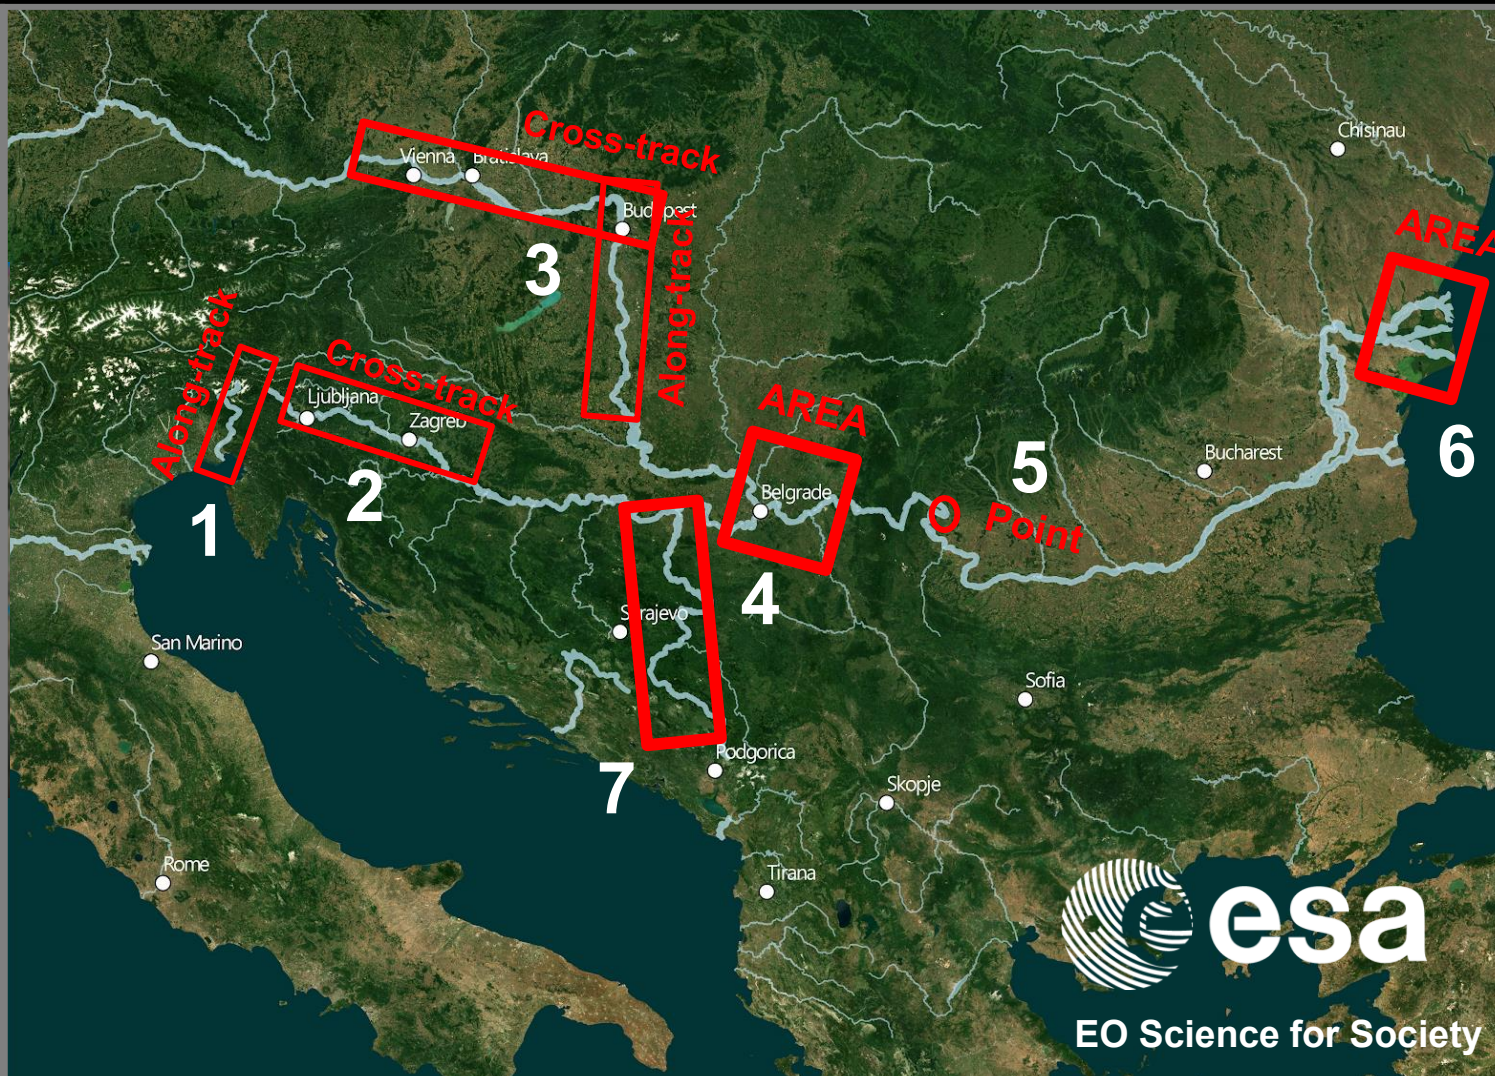 Chisinau
Cross-track
Vienna
Bratislava
Budapest
AREA
3
Along-track
Along-track
Cross-track
Ljubljana
Zagreb
AREA
6
5
Bucharest
2
1
Belgrade
Point
4
Sarajevo
San Marino
Sofia
7
Podgorica
Skopje
Rome
Tirana
esa
EO Science for Society